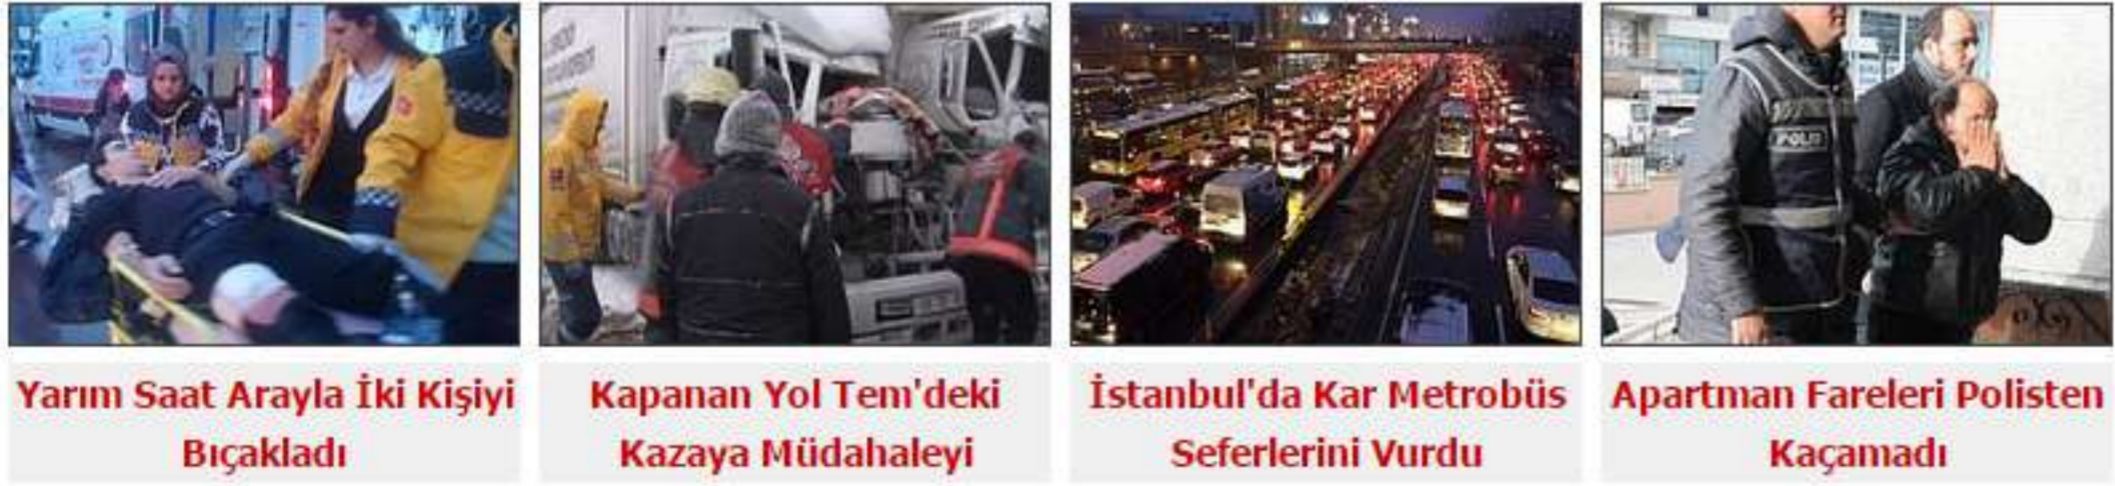 POLIS
Yarım Saat Arayla İki Kişiyi
Bıçakladı
Kapanan Yol Tem'deki
Kazaya Müdahaleyi
İstanbul'da Kar Metrobüs
Seferlerini Vurdu
Apartman Fareleri Polisten
Kaçamadı